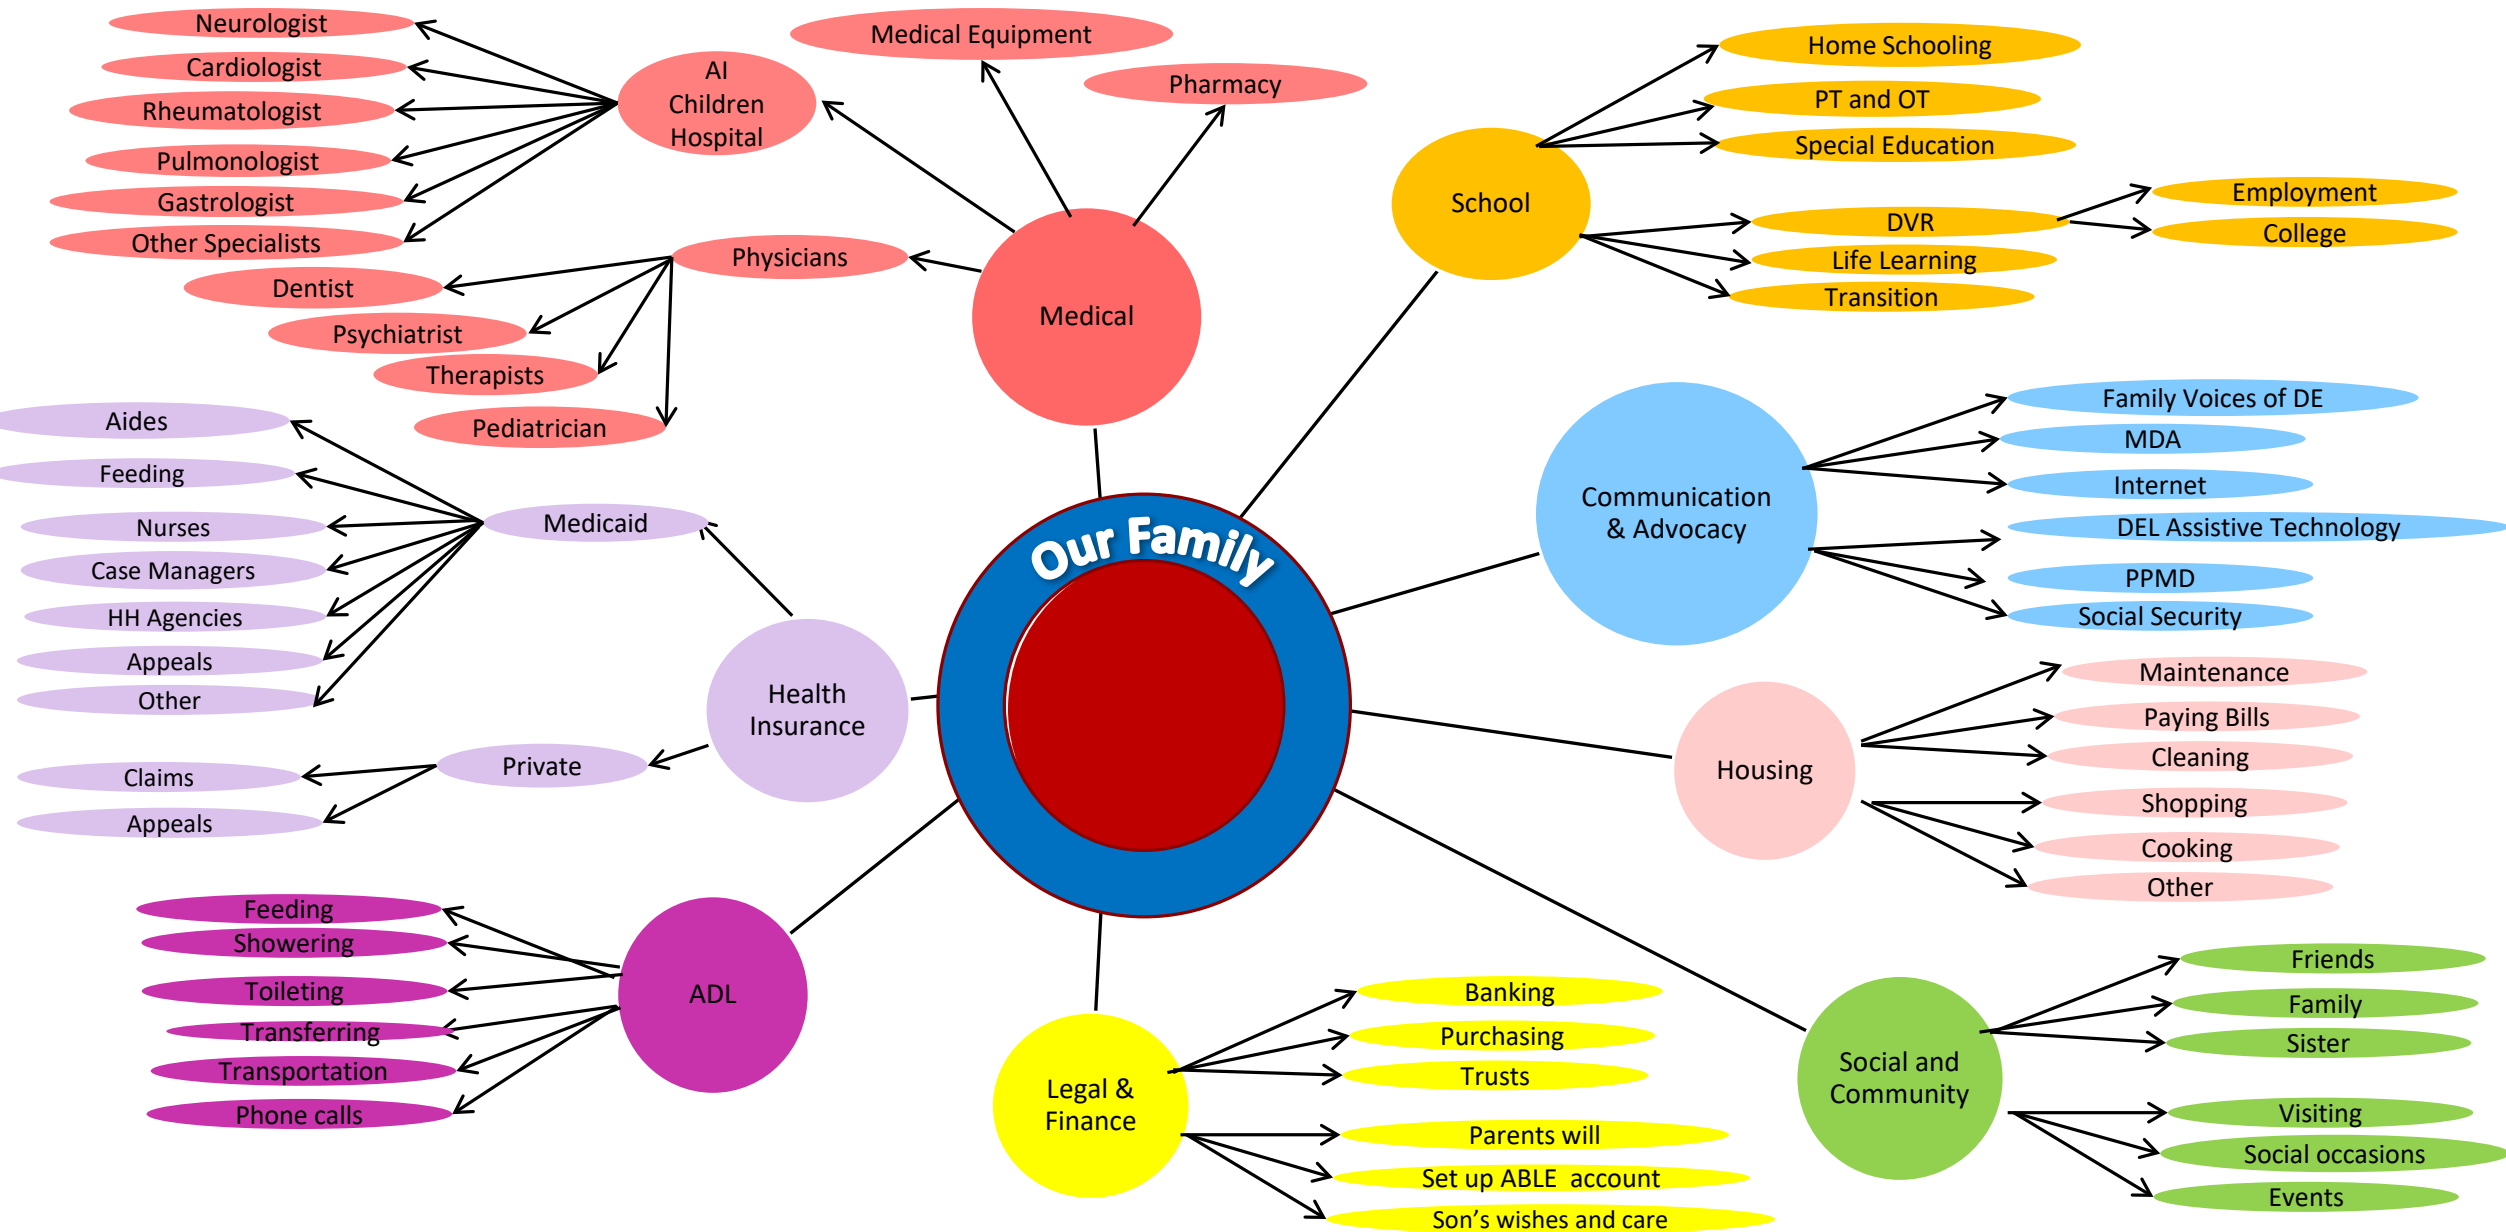 Neurologist
Cardiologist
Rheumatologist
Pulmonologist
Gastrologist
Other Specialists
AI
Children
Hospital
Medical Equipment
Pharmacy
Physicians
Dentist
Psychiatrist
Therapists
Pediatrician
Medical
School
Home Schooling
PT and OT
Special Education
DVR
Life Learning
Transition
Employment
College
Communication
& Advocacy
Family Voices of DE
MDA
Internet
DEL Assistive Technology
PPMD
Social Security
Our Family
Aides
Feeding
Nurses
Case Managers
HH Agencies
Appeals
Other
Medicaid
Health
Insurance
Private
Claims
Appeals
Housing
Maintenance
Paying Bills
Cleaning
Shopping
Cooking
Other
Feeding
Showering
Toileting
Transferring
Transportation
Phone calls
ADL
Legal &
Finance
Banking
Purchasing
Trusts
Parents will
Set up ABLE  account
Son’s wishes and care
Social and
Community
Friends
Family
Sister
Visiting
Social occasions
Events